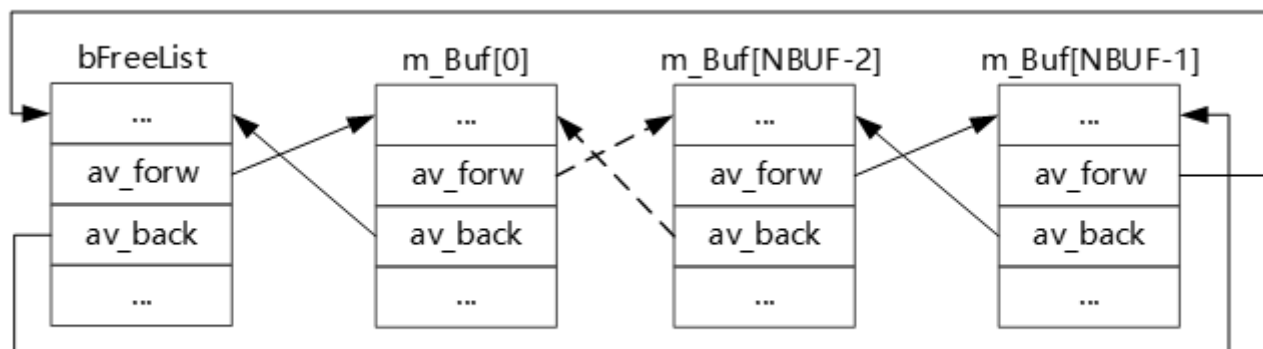 bFreeList m_Buf[0] m_Buf[NBUF-2] m_Buf[NBUF-1]
... ... ... ...
av_forw av_forw av_forw av_forw
av_back av_back av_back av_back
... ... ... ...